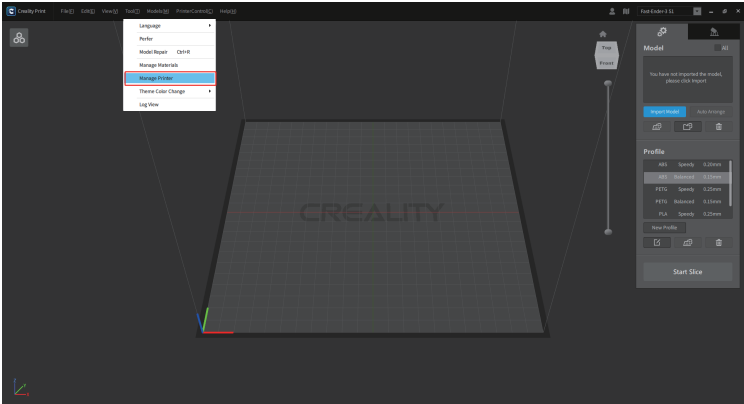 Creality Print File[F] Edit[E] View[V] Tool[T] Models[M] PrinterControl[C] Help[H] Fast-Ender-3 S1
Language
Perfer
Model Repair Ctrl+R
Manage Materials
Manage Printer
Theme Color Change
Log View
Top
Front
Model All
You have not imported the model,
please click Import
Import Model Auto Arrange
Profile
ABS Speedy 0.20mm
ABS Balanced 0.15mm
PETG Speedy 0.25mm
PETG Balanced 0.15mm
PLA Speedy 0.25mm
New Profile
Start Slice
CREALITY